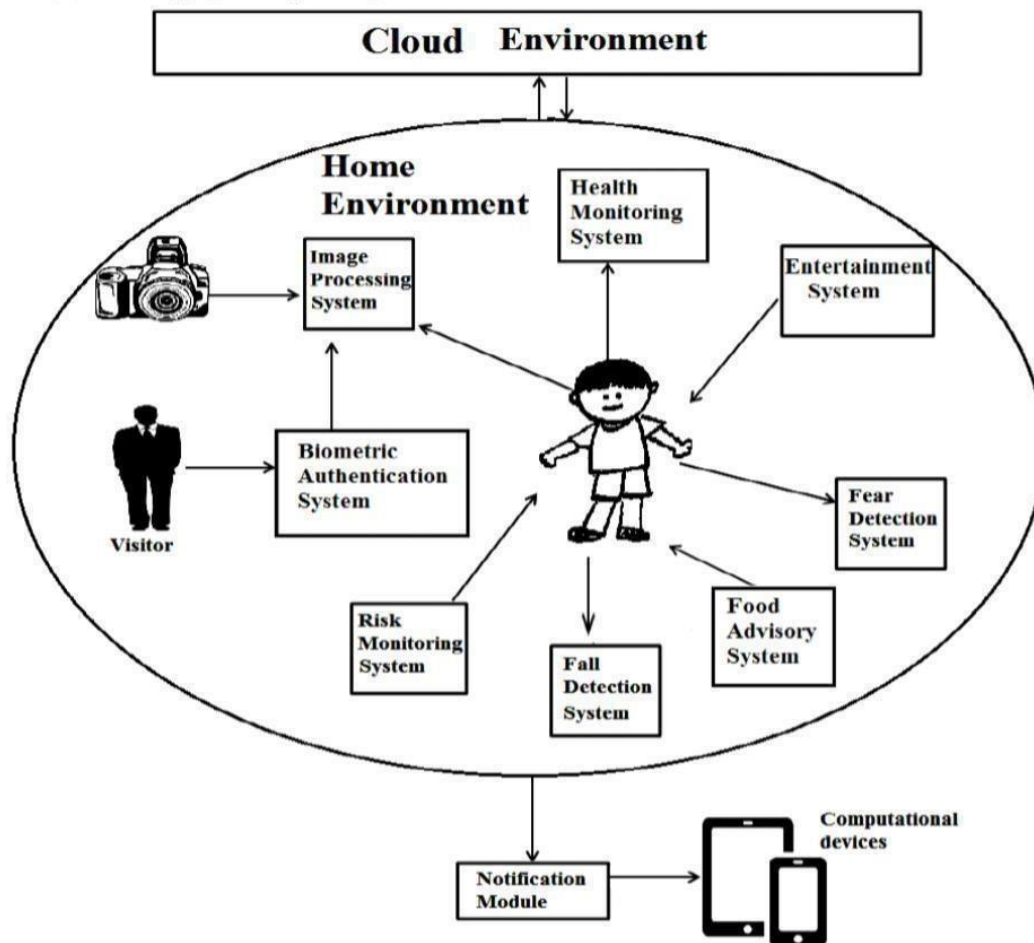 Cloud Environment
Home
Environment
Health
Monitoring
System
Image
Processing
System
Entertainment
System
Biometric
Authentication
System
Visitor
Fear
Detection
System
Risk
Monitoring
System
Food
Advisory
System
Fall
Detection
System
Computational
devices
Notification
Module